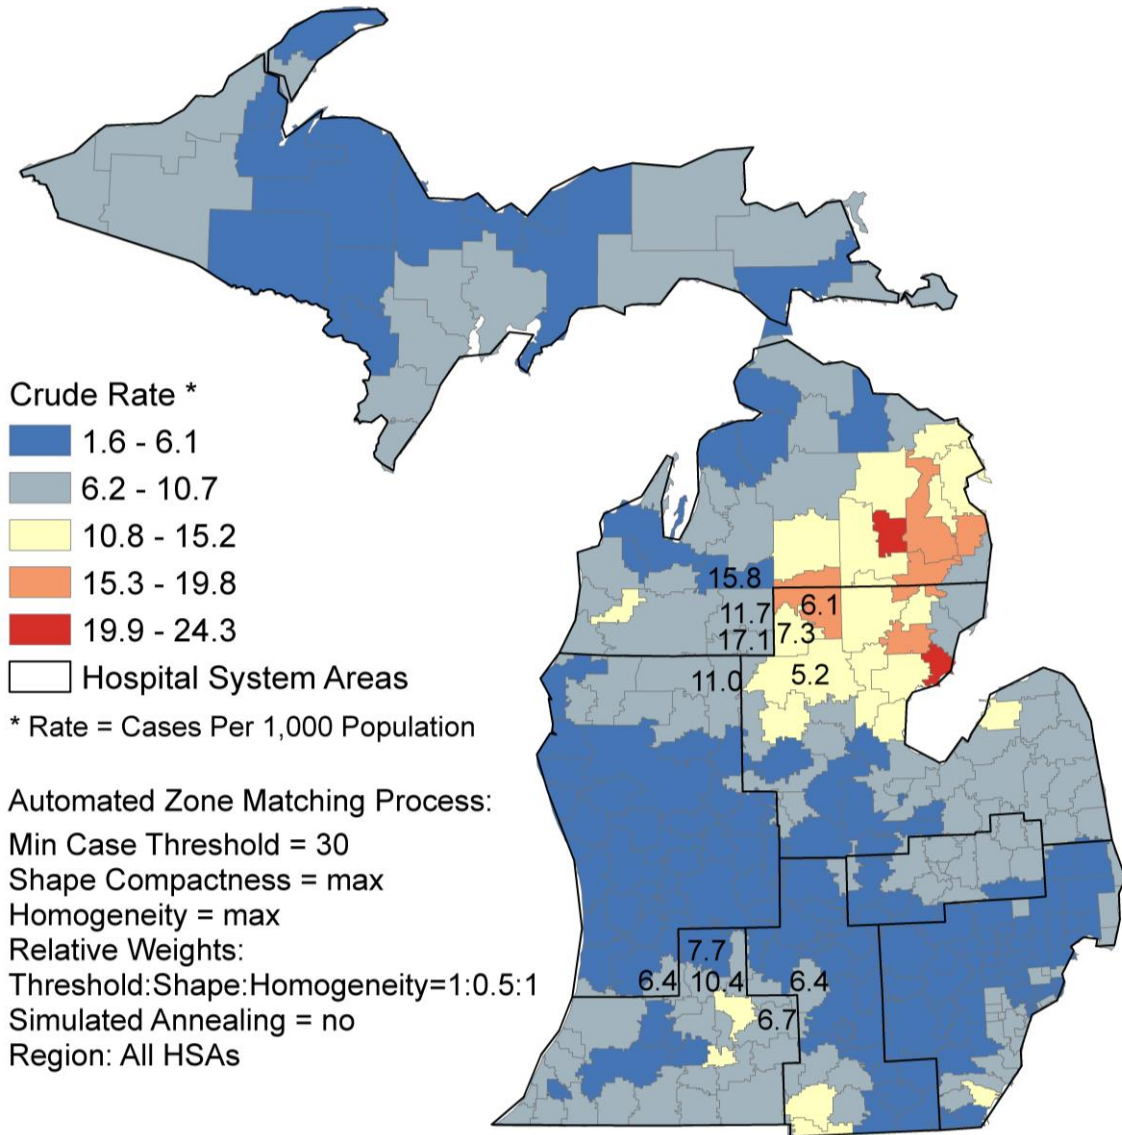 Crude Rate *
1.6 - 6.1
6.2 - 10.7
10.8 - 15.2
15.3 - 19.8
19.9 - 24.3
Hospital System Areas
* Rate = Cases Per 1,000 Population
Automated Zone Matching Process:
Min Case Threshold = 30
Shape Compactness = max
Homogeneity = max
Relative Weights:
Threshold:Shape:Homogeneity=1:0.5:1
Simulated Annealing = no
Region: All HSAs
15.8
11.7 6.1
17.1 7.3
11.0 5.2
7.7
6.4 10.4 6.4
6.7